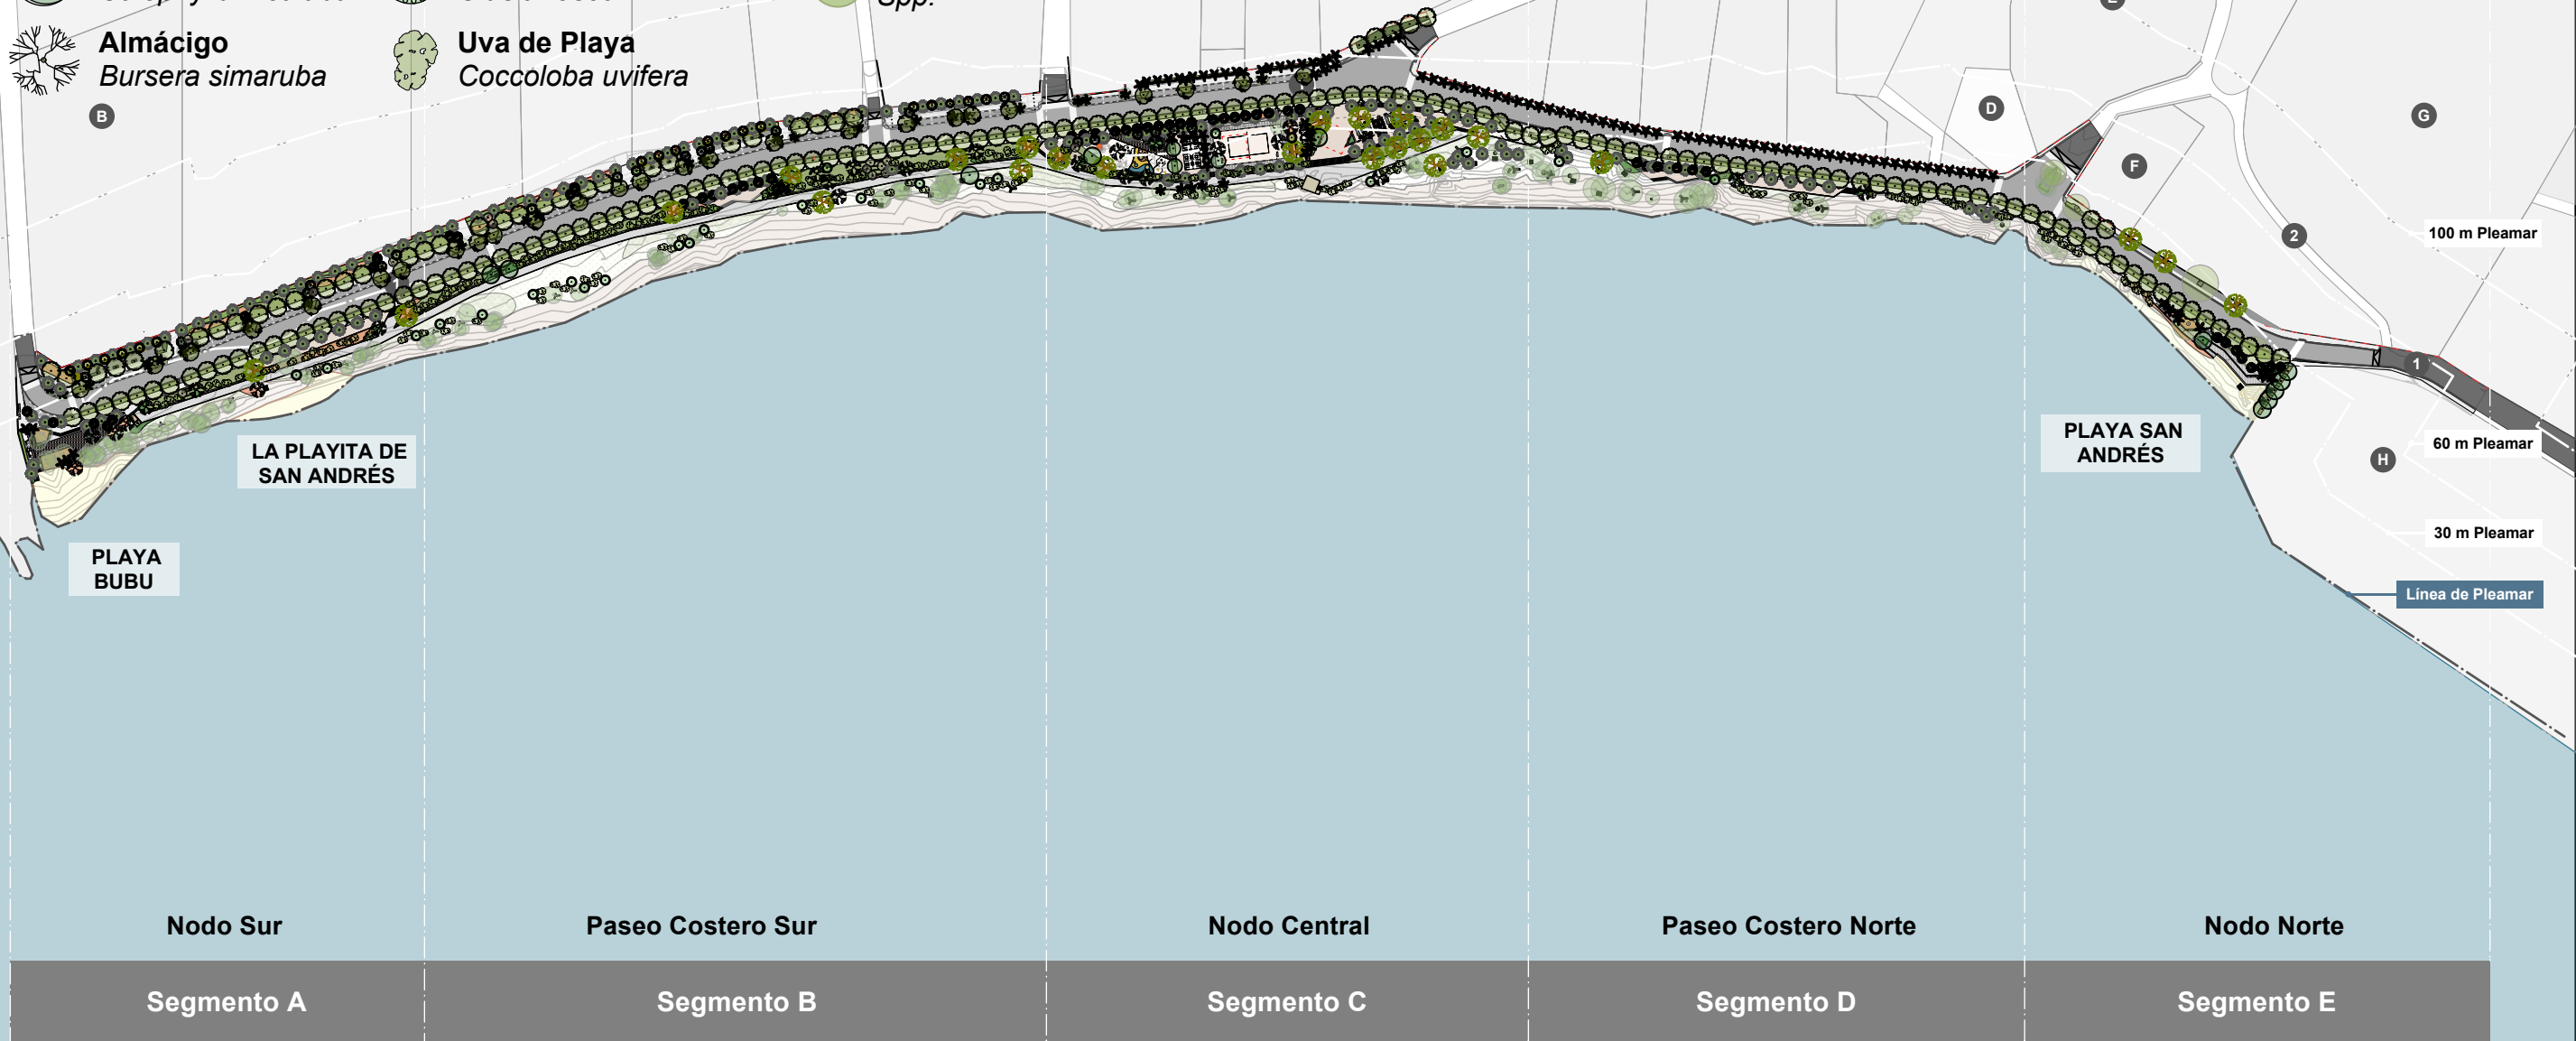 Spp.
Almácigo
Bursera simaruba
Uva de Playa
Coccoloba uvifera
B
E
D
F
G
2
1
H
100 m Pleamar
60 m Pleamar
30 m Pleamar
Línea de Pleamar
LA PLAYITA DE
SAN ANDRÉS
PLAYA
BUBU
PLAYA SAN
ANDRÉS
Nodo Sur
Paseo Costero Sur
Nodo Central
Paseo Costero Norte
Nodo Norte
Segmento A
Segmento B
Segmento C
Segmento D
Segmento E